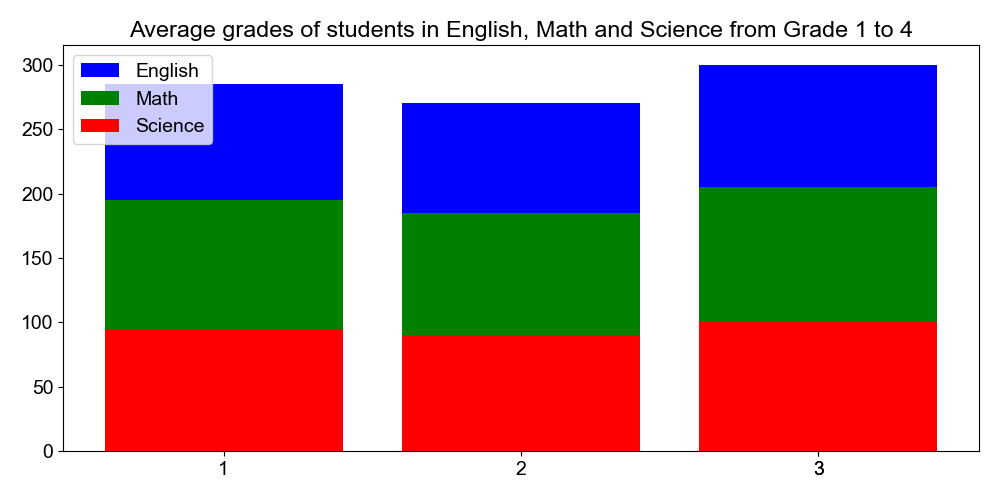 Average grades of students in English, Math and Science from Grade 1 to 4
300
250
200
150
100
50
0
English
Math
Science
1 2 3